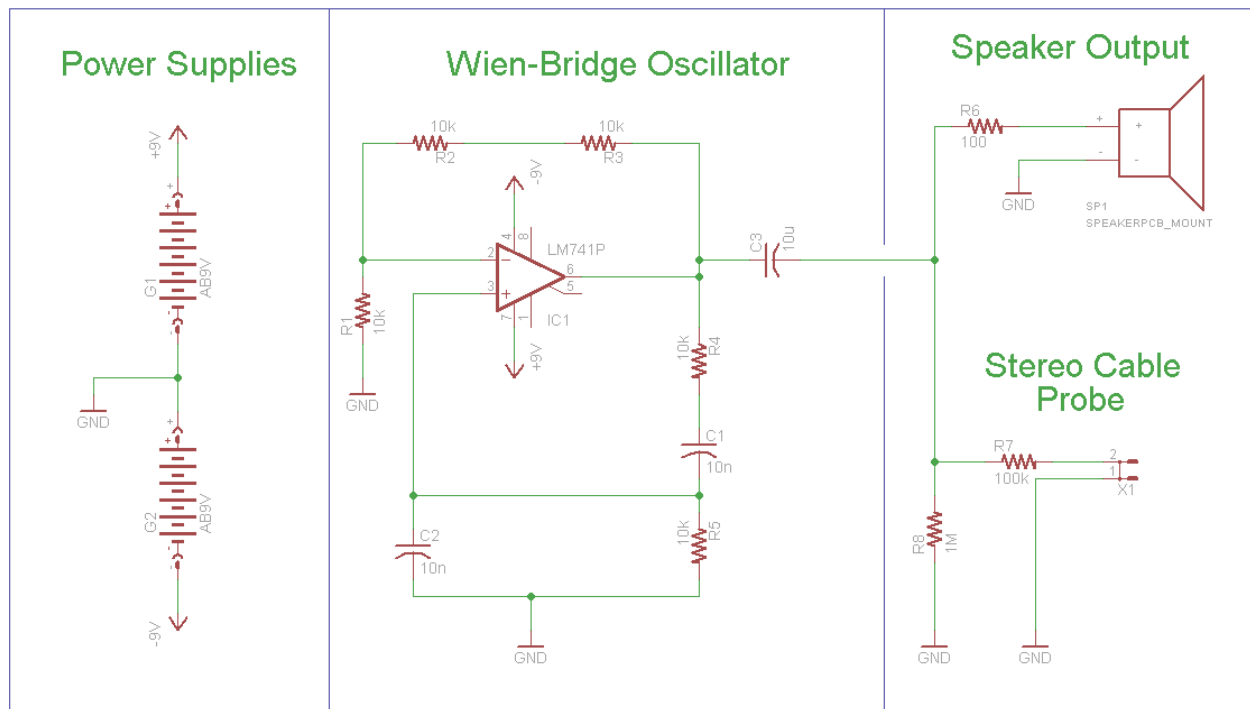 Power Supplies
+9V
+
+
G1
AB9V
-
-
GND
+
+
G2
AB9V
-
-
-9V
Wien-Bridge Oscillator
10k
R2
10k
R3
-9V
4
8
LM741P
2
-
6
3
+
5
7
1
IC1
+9V
R1
10k
GND
C3
10u
10k
R4
C1
10n
C2
10n
10k
R5
GND
Speaker Output
R6
100
+
+
-
-
GND
SP1
SPEAKERPCB_MOUNT
Stereo Cable
Probe
R7
100k
2
1
X1
R8
1M
GND
GND